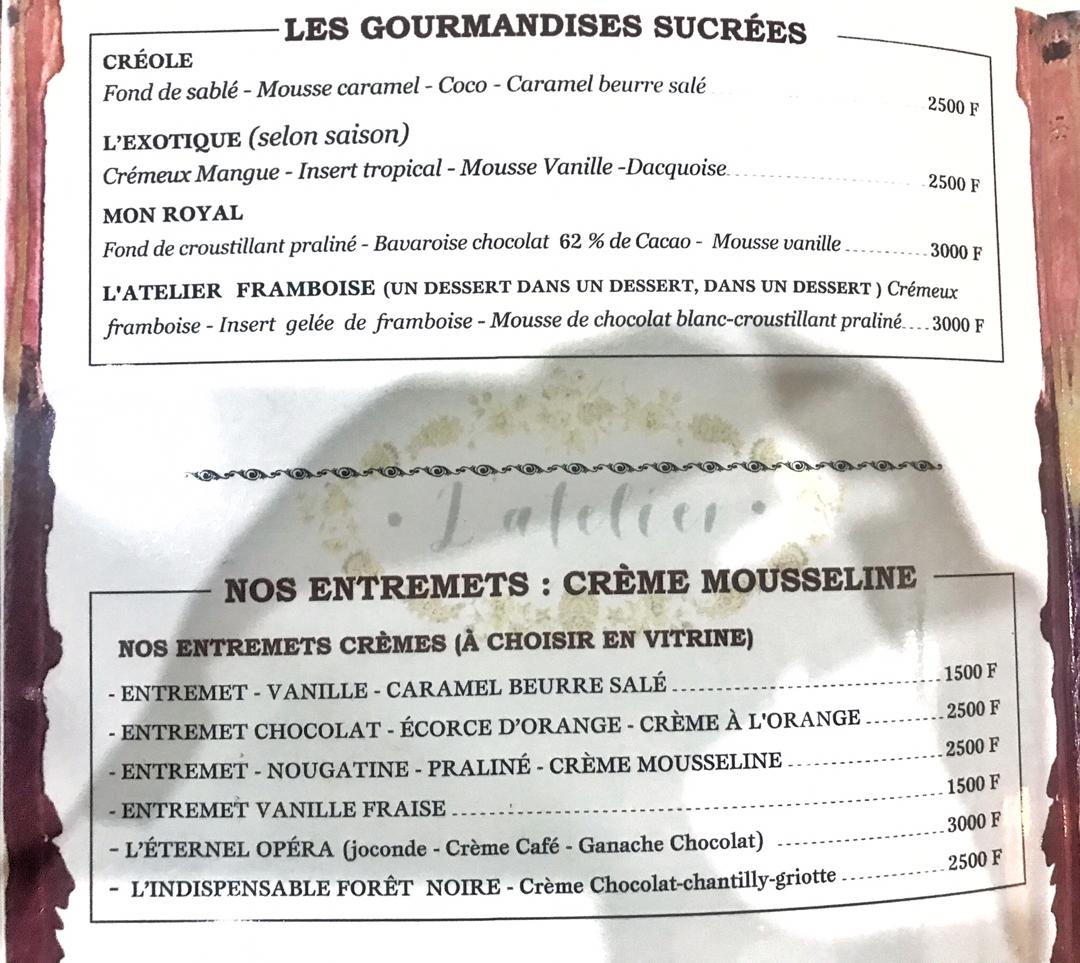 LES GOURMANDISES SUCRÉES
CRÉOLE
Fond de sablé - Mousse caramel - Coco - Caramel beurre salé 2500 F
L'EXOTIQUE (selon saison)
Crémeux Mangue - Insert tropical - Mousse Vanille -Dacquoise 2500 F
MON ROYAL
Fond de croustillant praliné - Bavaroise chocolat 62 % de Cacao - Mousse vanille 3000 F
L'ATELIER FRAMBOISE (UN DESSERT DANS UN DESSERT, DANS UN DESSERT ) Crémeux
framboise - Insert gelée de framboise - Mousse de chocolat blanc-croustillant praliné 3000 F
L'atelier
NOS ENTREMETS : CRÈME MOUSSELINE
NOS ENTREMETS CRÈMES (À CHOISIR EN VITRINE)
- ENTREMET - VANILLE - CARAMEL BEURRE SALÉ 1500 F
- ENTREMET CHOCOLAT - ÉCORCE D'ORANGE - CRÈME À L'ORANGE 2500 F
- ENTREMET - NOUGATINE - PRALINÉ - CRÈME MOUSSELINE 2500 F
- ENTREMET VANILLE FRAISE 1500 F
- L'ÉTERNEL OPÉRA (joconde - Crème Café - Ganache Chocolat) 3000 F
- L'INDISPENSABLE FORÊT NOIRE - Crème Chocolat-chantilly-griotte 2500 F